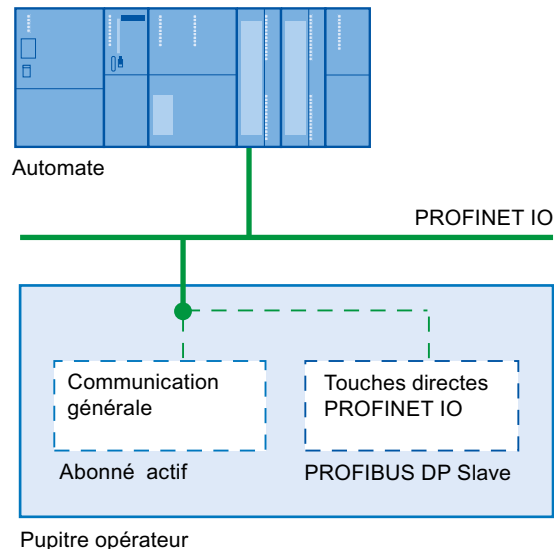 Automate
PROFINET IO
Communication
générale
Touches directes
PROFINET IO
Abonné actif
PROFIBUS DP Slave
Pupitre opérateur